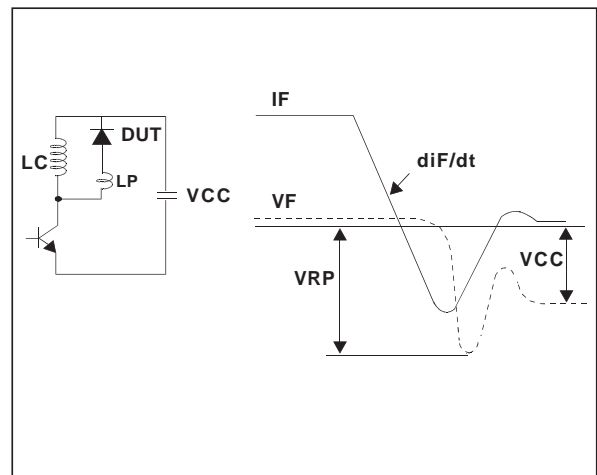 DUT
LC
LP
VCC
IF
diF/dt
VF
VRP
VCC